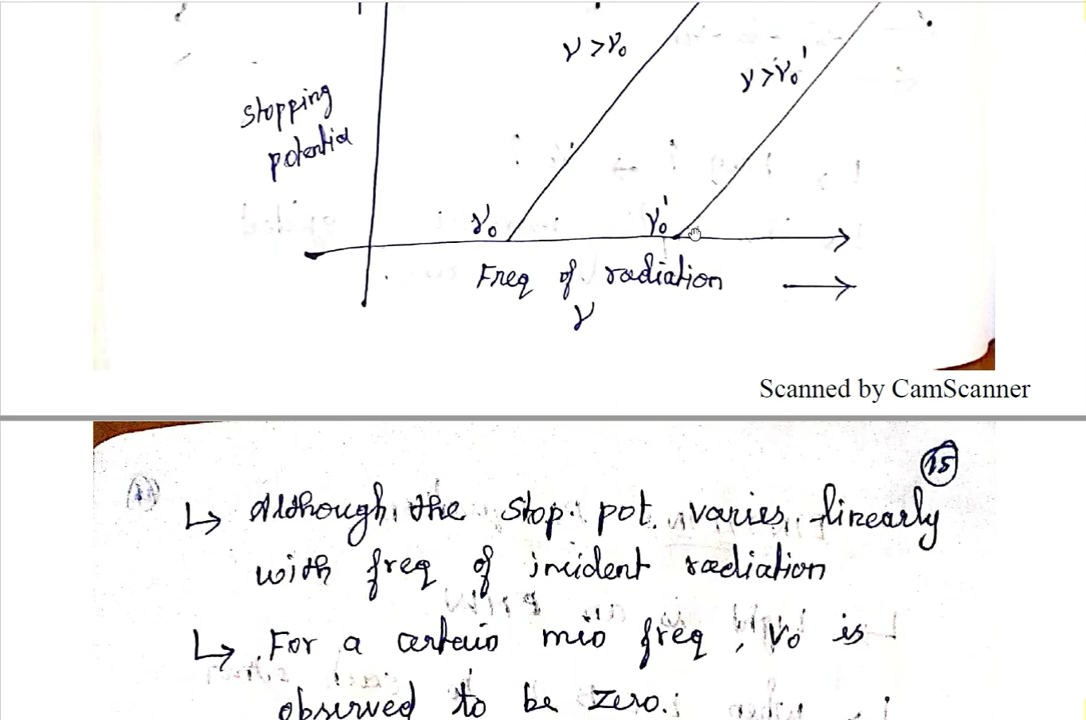 ν > ν₀
ν > ν₀'
Stopping
potential
ν₀
ν₀'
Freq of radiation
ν
Scanned by CamScanner
15
↳ Although the stop. pot. varies linearly
with freq of incident radiation
↳ For a certain min freq, V₀ is
observed to be zero.